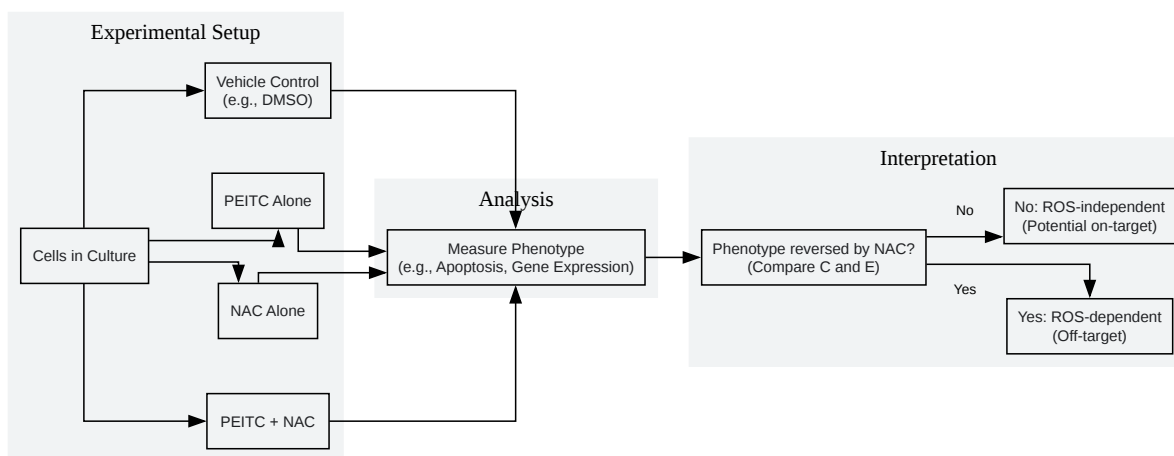 Experimental Setup
Vehicle Control
(e.g., DMSO)
PEITC Alone
Cells in Culture
NAC Alone
PEITC + NAC
Analysis
Measure Phenotype
(e.g., Apoptosis, Gene Expression)
Interpretation
Phenotype reversed by NAC?
(Compare C and E)
No
No: ROS-independent
(Potential on-target)
Yes
Yes: ROS-dependent
(Off-target)